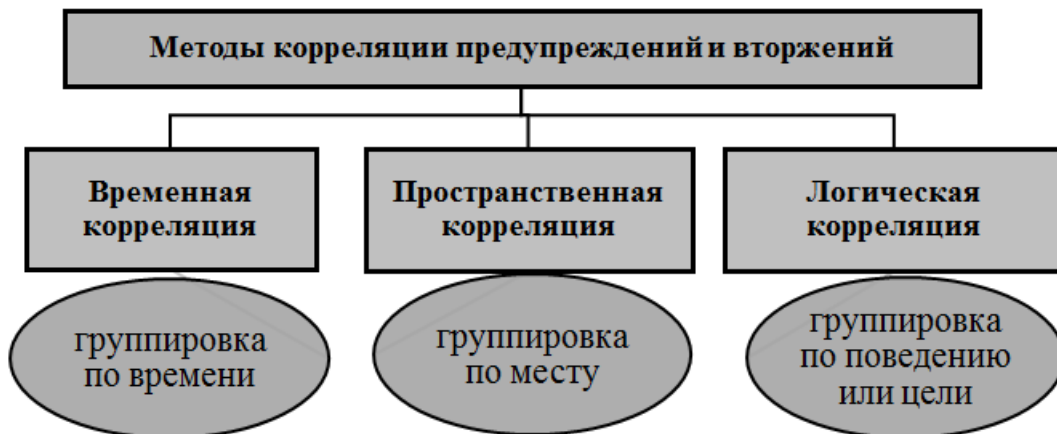 Методы корреляции предупреждений и вторжений
Временная
корреляция
Пространственная
корреляция
Логическая
корреляция
группировка
по времени
группировка
по месту
группировка
по поведению
или цели